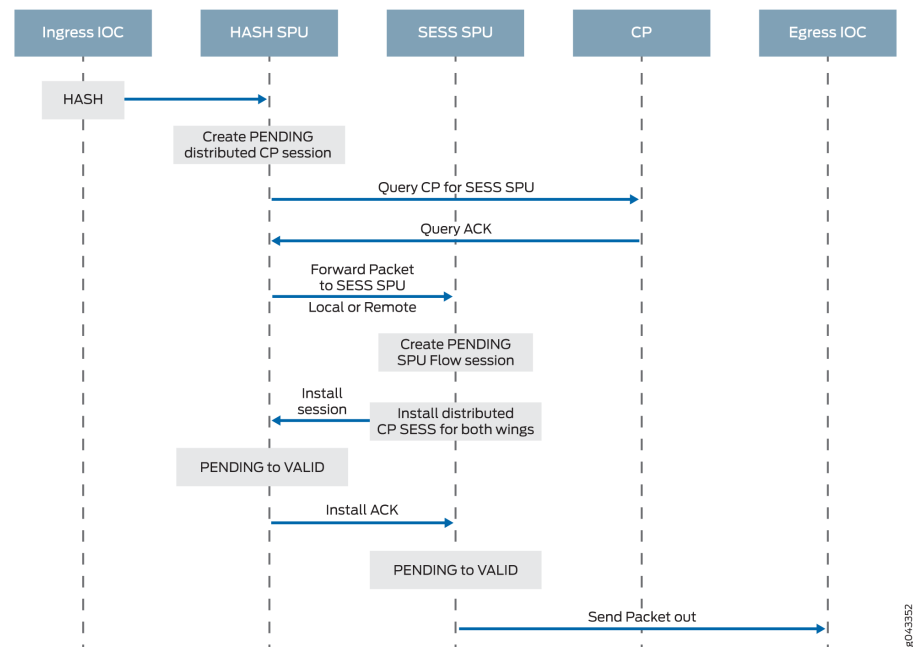 Ingress IOC
HASH SPU
SESS SPU
CP
Egress IOC
HASH
Create PENDING
distributed CP session
Query CP for SESS SPU
Query ACK
Forward Packet
to SESS SPU
Local or Remote
Create PENDING
SPU Flow session
Install
session
Install distributed
CP SESS for both wings
PENDING to VALID
Install ACK
PENDING to VALID
Send Packet out
g043352